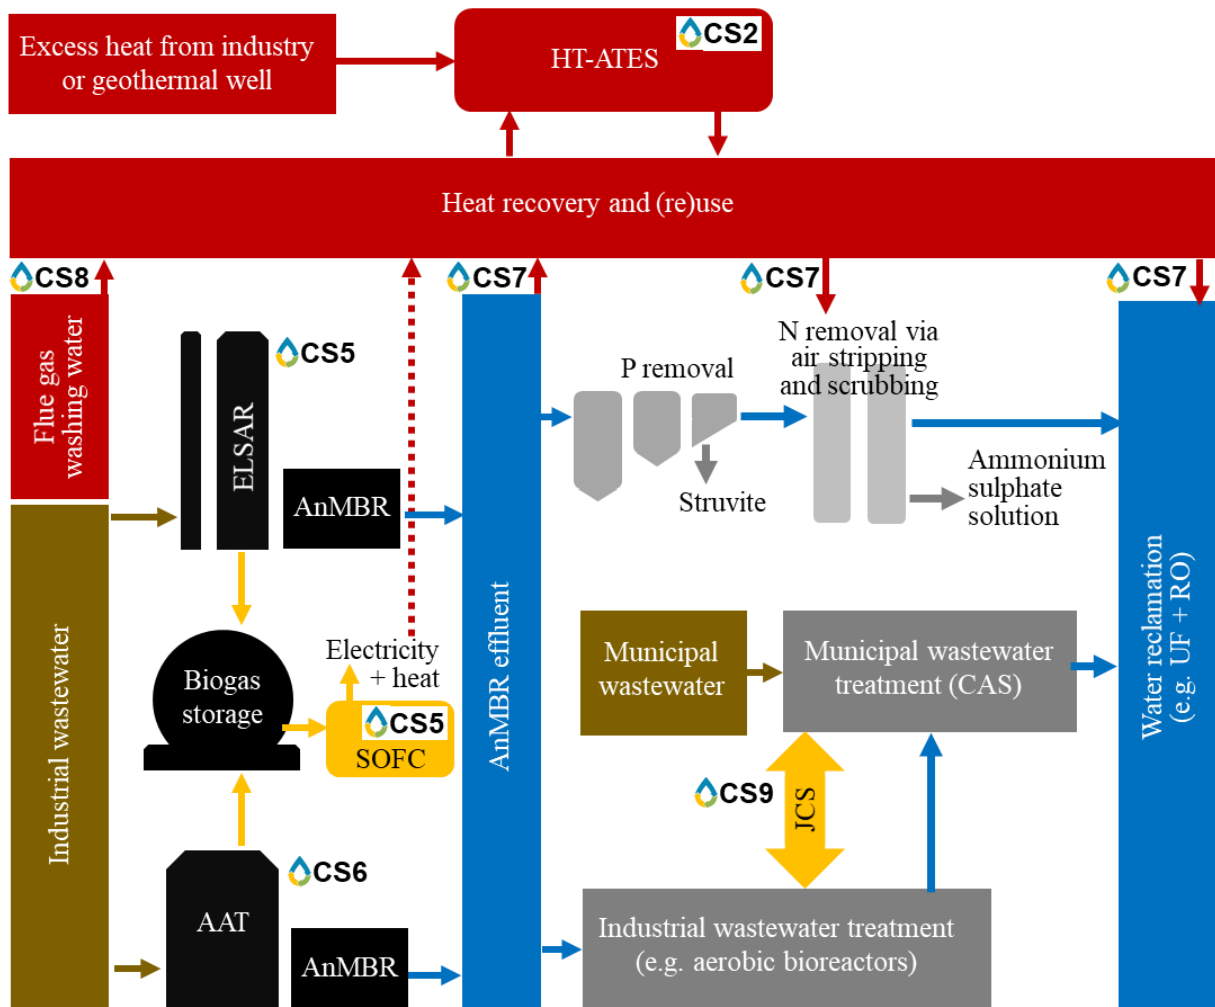 Excess heat from industry
or geothermal well
CS2
HT-ATES
Heat recovery and (re)use
CS8
CS7
CS7
CS7
Flue gas
washing water
CS5
ELSAR
AnMBR
P removal
Struvite
N removal via
air stripping
and scrubbing
Ammonium
sulphate
solution
Industrial wastewater
Biogas
storage
Electricity
+ heat
CS5
SOFC
AnMBR effluent
Municipal
wastewater
Municipal wastewater
treatment (CAS)
Water reclamation
(e.g. UF + RO)
CS9
JCS
CS6
AAT
AnMBR
Industrial wastewater treatment
(e.g. aerobic bioreactors)